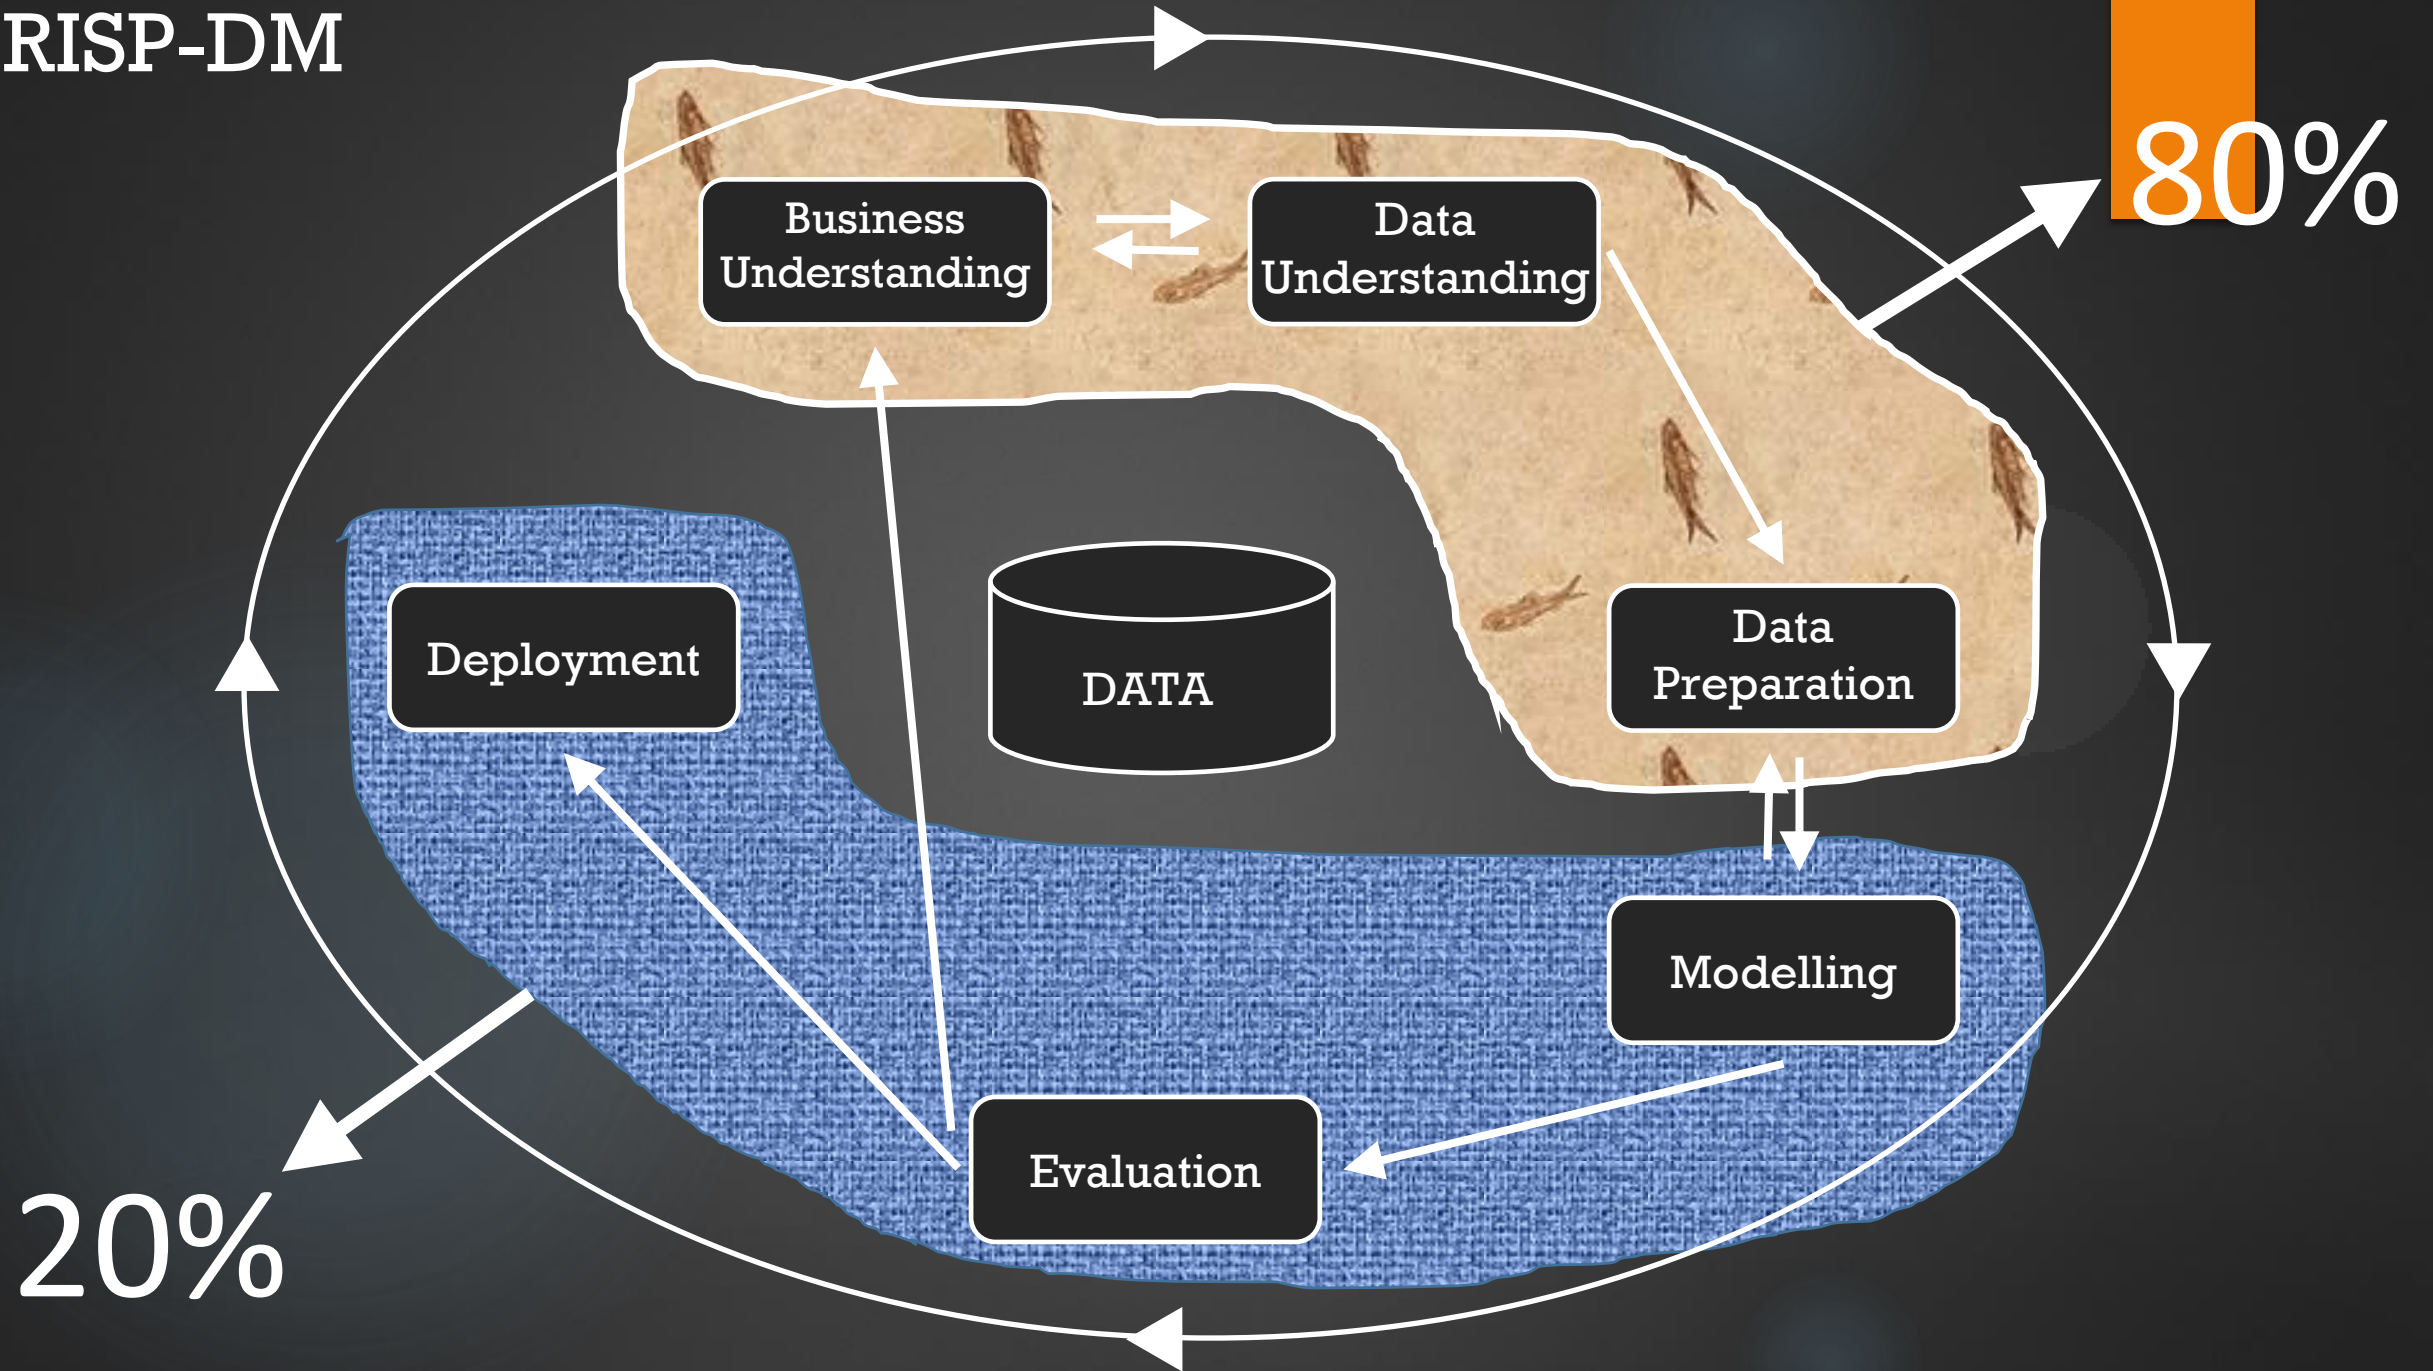 RISP-DM
80%
Business
Understanding
Data
Understanding
Deployment
DATA
Data
Preparation
Modelling
Evaluation
20%